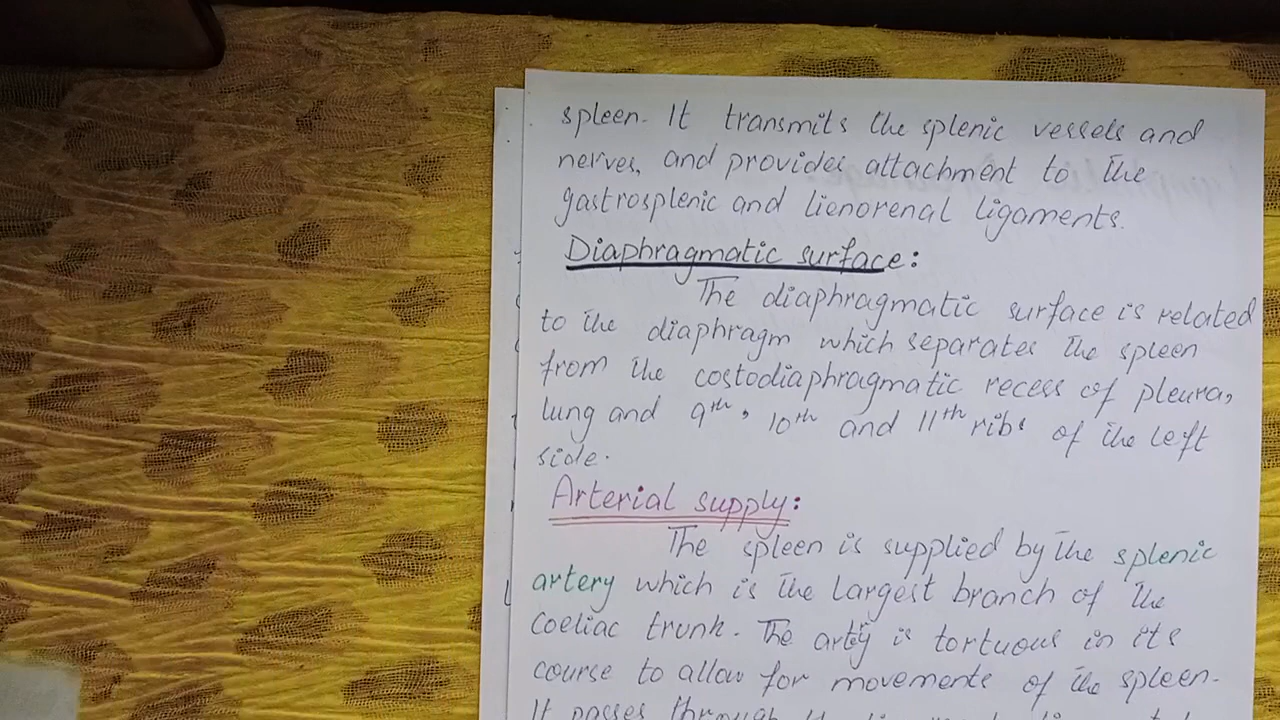 spleen. It transmits the splenic vessels and
nerves, and provides attachment to the
gastrosplenic and lienorenal ligaments.
Diaphragmatic surface:
The diaphragmatic surface is related
to the diaphragm which separates the spleen
from the costodiaphragmatic recess of pleura,
lung and 9th, 10th and 11th ribs of the left
side.
Arterial supply:
The spleen is supplied by the splenic
artery which is the largest branch of the
coeliac trunk. The artey is tortuous in its
course to allow for movements of the spleen.
It passes through